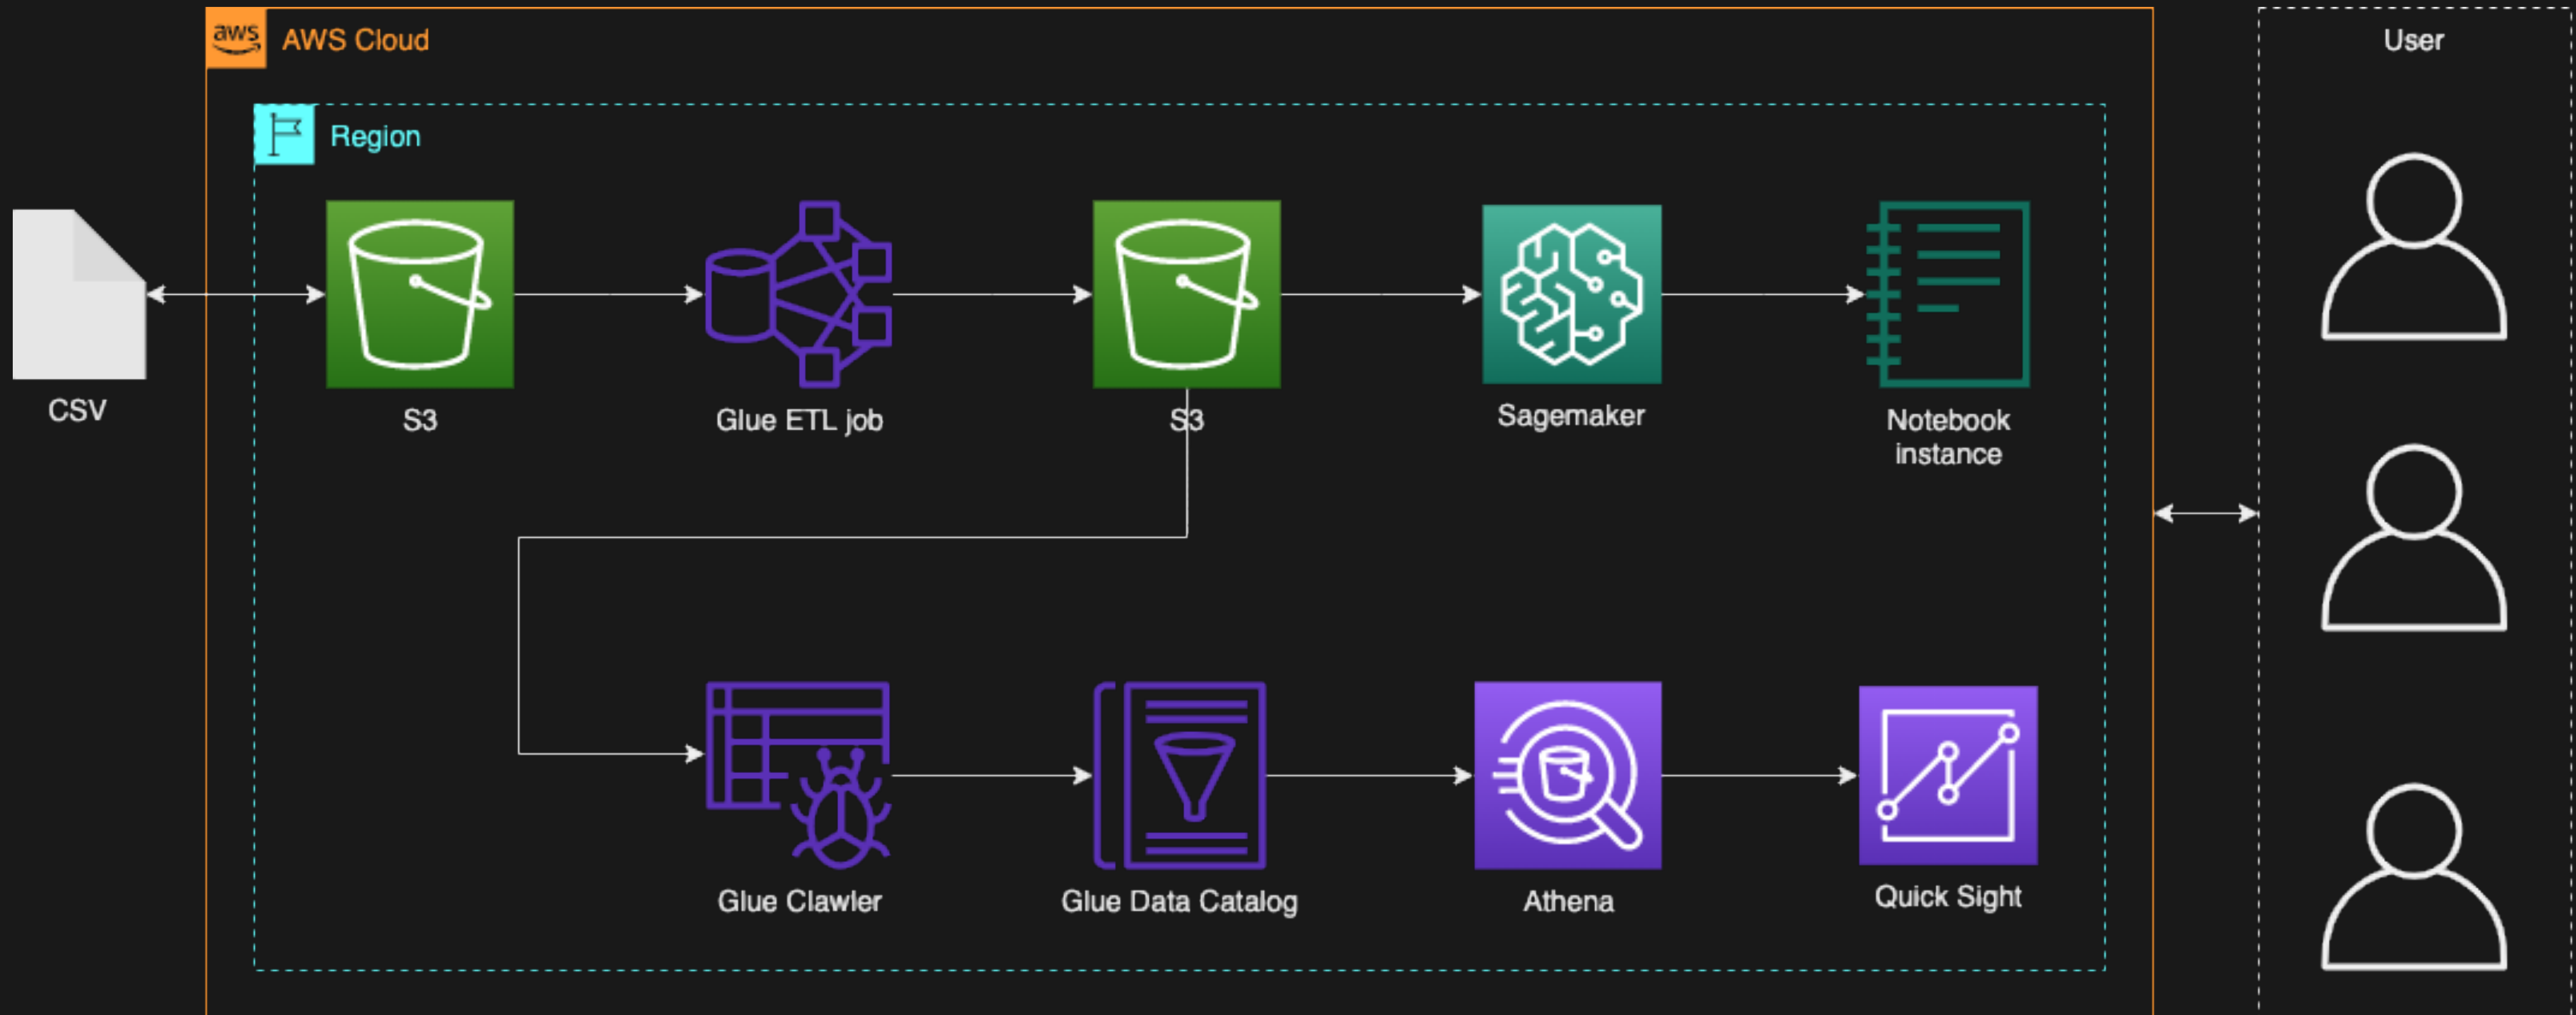 aws
AWS Cloud
User
Region
CSV
S3
Glue ETL job
S3
Sagemaker
Notebook
instance
Glue Clawler
Glue Data Catalog
Athena
Quick Sight